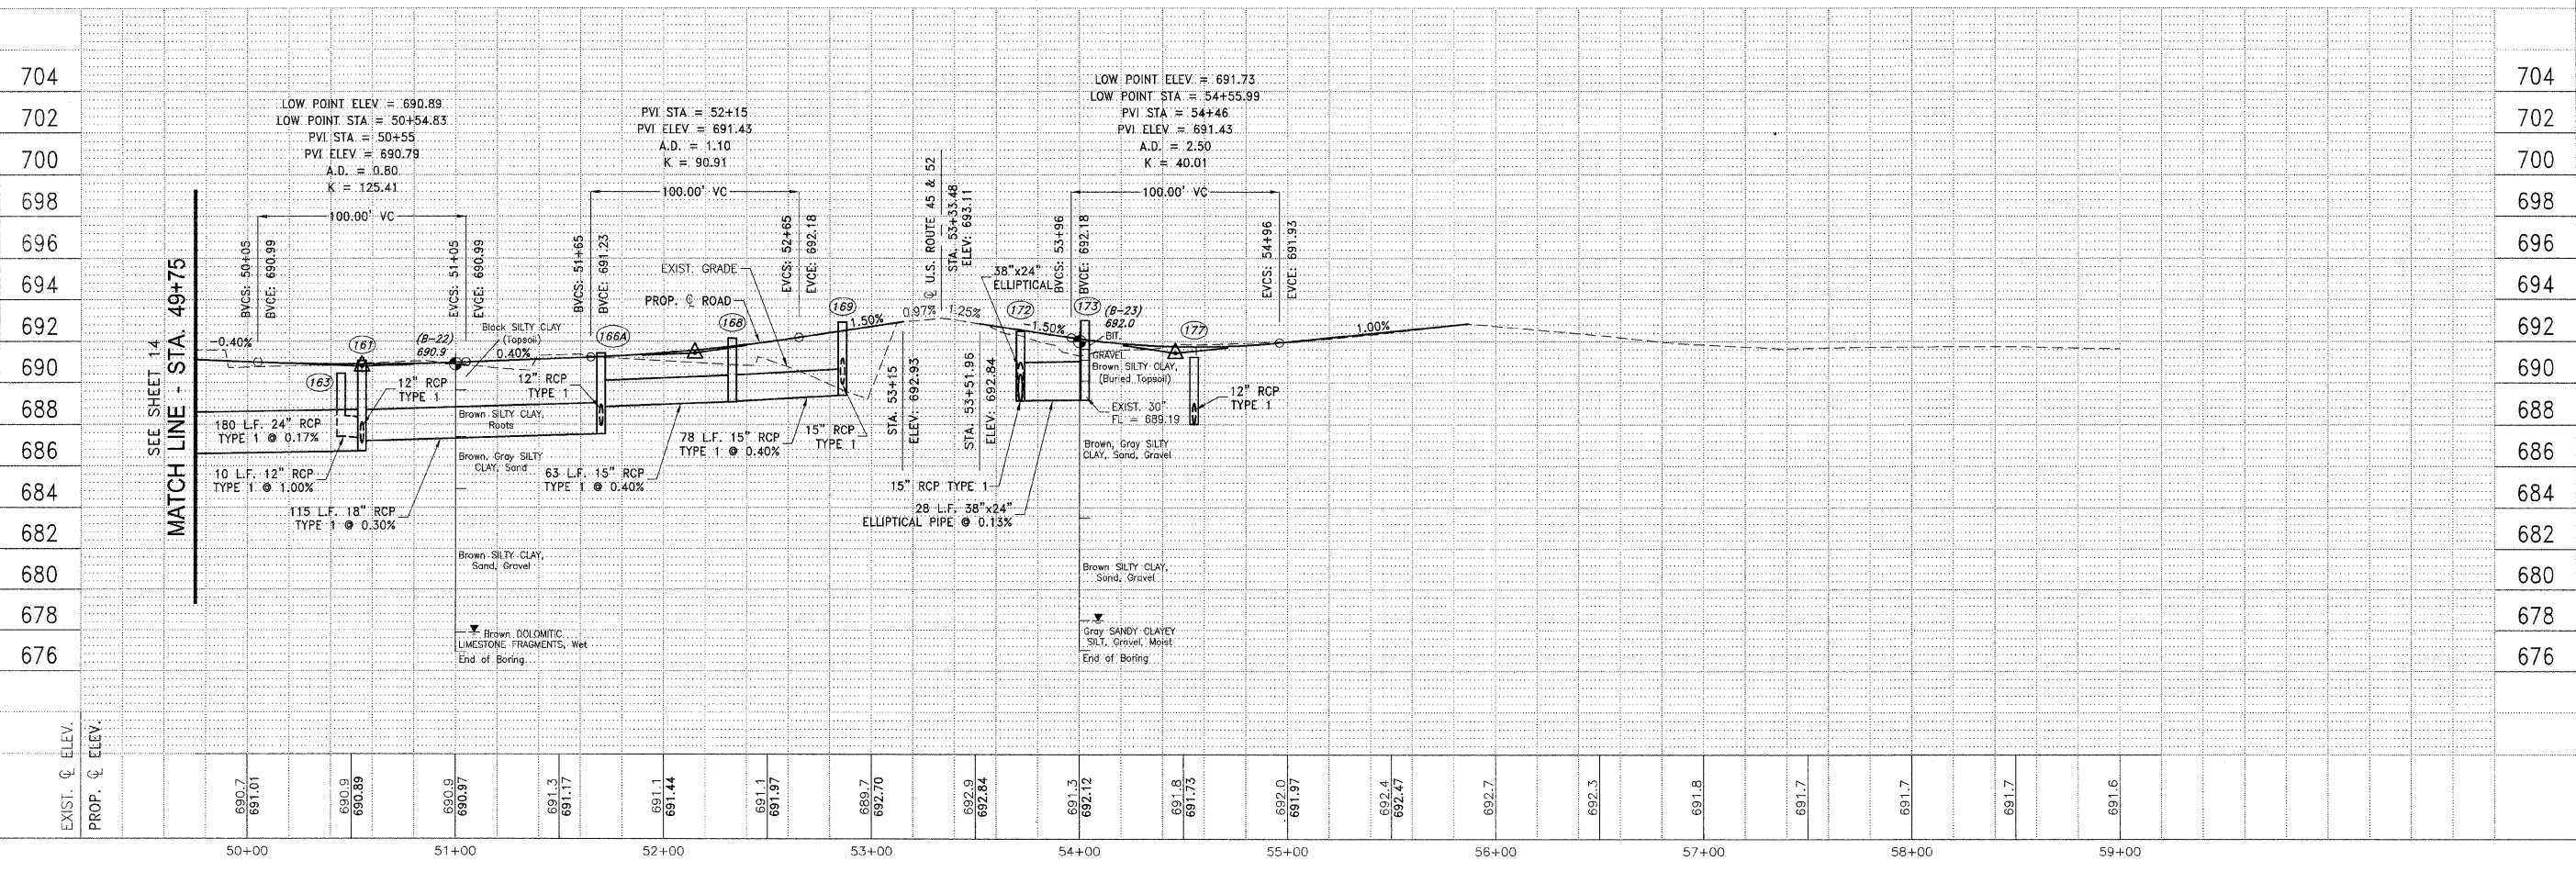 704
702
700
698
696
694
692
690
688
686
684
682
680
678
676
SEE SHEET 14
MATCH LINE - STA. 49+75
LOW POINT ELEV = 690.89
LOW POINT STA = 50+54.83
PVI STA = 50+55
PVI ELEV = 690.79
A.D. = 0.80
K = 125.41
100.00' VC
BVCS: 50+05
BVCE: 690.99
EVCS: 51+05
EVCE: 690.99
-0.40%
163
161
(B-22)
690.9
Black SILTY CLAY
(Topsoil)
0.40%
12" RCP
TYPE 1
180 L.F. 24" RCP
TYPE 1 @ 0.17%
10 L.F. 12" RCP
TYPE 1 @ 1.00%
115 L.F. 18" RCP
TYPE 1 @ 0.30%
Brown SILTY CLAY,
Roots
Brown, Gray SILTY
CLAY, Sand
Brown SILTY CLAY,
Sand, Gravel
Brown DOLOMITIC
LIMESTONE FRAGMENTS, Wet
End of Boring
PVI STA = 52+15
PVI ELEV = 691.43
A.D. = 1.10
K = 90.91
100.00' VC
BVCS: 51+65
BVCE: 691.23
EVCS: 52+65
EVCE: 692.18
EXIST. GRADE
PROP. ℄ ROAD
166A
168
169
12" RCP
TYPE 1
63 L.F. 15" RCP
TYPE 1 @ 0.40%
78 L.F. 15" RCP
TYPE 1 @ 0.40%
15" RCP
TYPE 1
1.50%
0.97%
1.25%
℄ U.S. ROUTE 45 & 52
STA. 53+33.48
ELEV: 693.11
STA. 53+15
ELEV: 692.93
STA. 53+51.96
ELEV: 692.84
LOW POINT ELEV = 691.73
LOW POINT STA = 54+55.99
PVI STA = 54+46
PVI ELEV = 691.43
A.D. = 2.50
K = 40.01
100.00' VC
BVCS: 53+96
BVCE: 692.18
EVCS: 54+96
EVCE: 691.93
38"x24"
ELLIPTICAL
172
-1.50%
173
(B-23)
692.0
BIT.
GRAVEL
Brown SILTY CLAY,
(Buried Topsoil)
EXIST. 30"
FL = 689.19
Brown, Gray SILTY
CLAY, Sand, Gravel
15" RCP TYPE 1
28 L.F. 38"x24"
ELLIPTICAL PIPE @ 0.13%
Brown SILTY CLAY,
Sand, Gravel
Gray SANDY CLAYEY
SILT, Gravel, Moist
End of Boring
177
12" RCP
TYPE 1
1.00%
704
702
700
698
696
694
692
690
688
686
684
682
680
678
676
EXIST. ℄ ELEV.
PROP. ℄ ELEV.
690.7
691.01
690.9
690.89
690.9
690.97
691.3
691.17
691.1
691.44
691.1
691.97
689.7
692.70
692.9
692.84
691.3
692.12
691.8
691.73
692.0
691.97
692.4
692.47
692.7
692.3
691.8
691.7
691.7
691.7
691.6
50+00
51+00
52+00
53+00
54+00
55+00
56+00
57+00
58+00
59+00